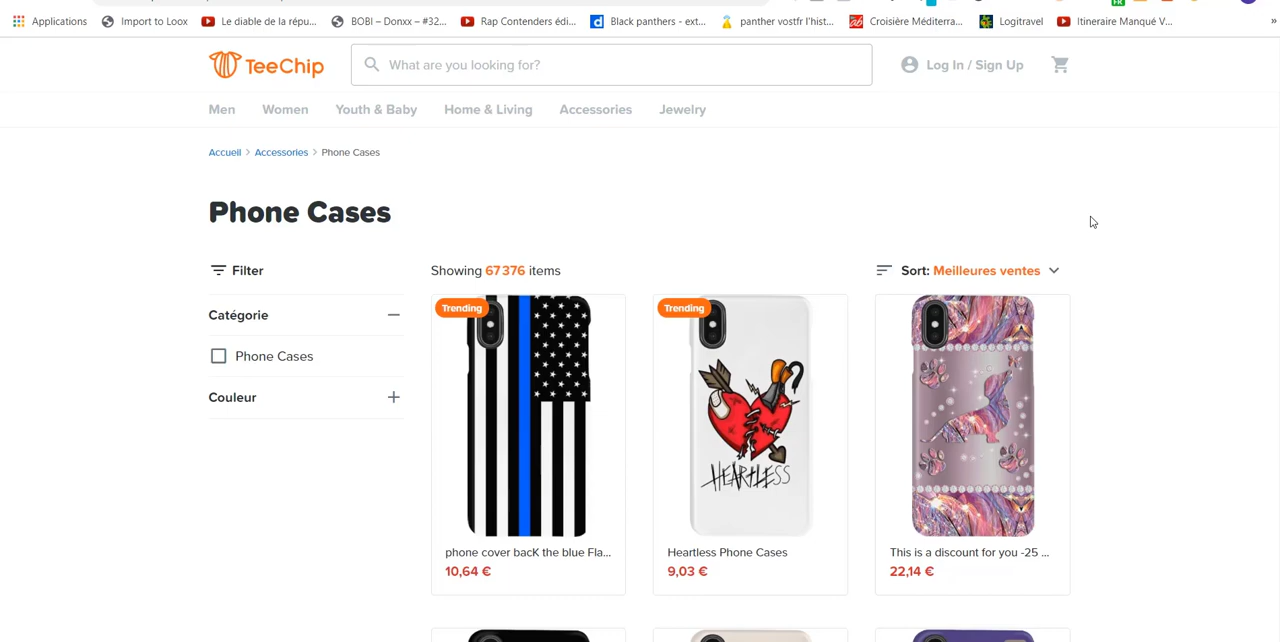 Applications Import to Loox Le diable de la répu... BOBI – Donxx – #32... Rap Contenders édi... Black panthers - ext... panther vostfr l'hist... Croisière Méditerra... Logitravel Itineraire Manqué V... »
TeeChip What are you looking for? Log In / Sign Up
Men Women Youth & Baby Home & Living Accessories Jewelry
Accueil > Accessories > Phone Cases
Phone Cases
Filter Showing 67 376 items Sort: Meilleures ventes
Trending Trending
Catégorie
Phone Cases
Couleur
HEARTLESS
phone cover bacK the blue Fla... Heartless Phone Cases This is a discount for you -25 ...
10,64 € 9,03 € 22,14 €